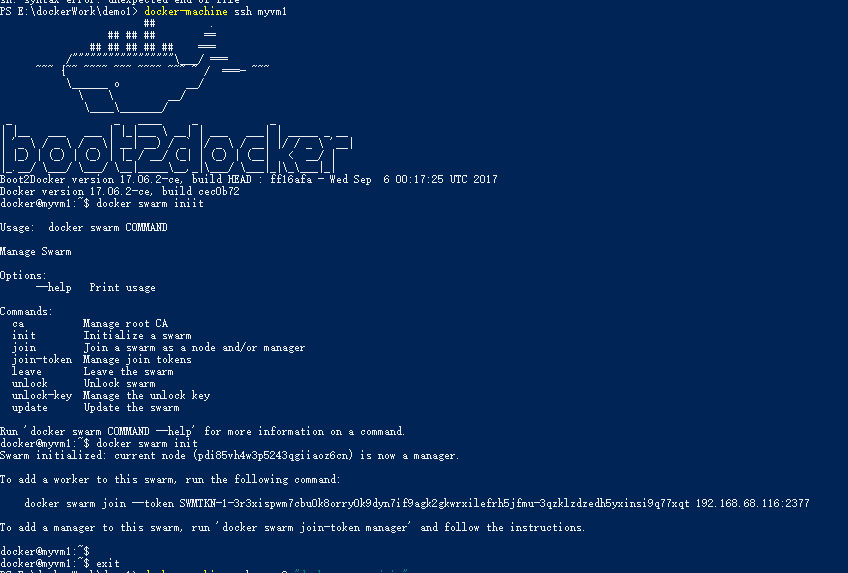 sh: syntax error: unexpected end of file
PS E:\dockerWork\demo1> docker-machine ssh myvm1
boot2docker
Boot2Docker version 17.06.2-ce, build HEAD : ff16afa - Wed Sep  6 00:17:25 UTC 2017
Docker version 17.06.2-ce, build cec0b72
docker@myvm1:~$ docker swarm iniit
Usage:  docker swarm COMMAND
Manage Swarm
Options:
      --help   Print usage
Commands:
  ca          Manage root CA
  init        Initialize a swarm
  join        Join a swarm as a node and/or manager
  join-token  Manage join tokens
  leave       Leave the swarm
  unlock      Unlock swarm
  unlock-key  Manage the unlock key
  update      Update the swarm
Run 'docker swarm COMMAND --help' for more information on a command.
docker@myvm1:~$ docker swarm init
Swarm initialized: current node (pdi85vh4w3p5243qgiiaoz6cn) is now a manager.
To add a worker to this swarm, run the following command:
    docker swarm join --token SWMTKN-1-3r3xispwm7cbu0k8orry0k9dyn7if9agk2gkwrxilefrh5jfmu-3qzklzdzedh5yxinsi9q77xqt 192.168.68.116:2377
To add a manager to this swarm, run 'docker swarm join-token manager' and follow the instructions.
docker@myvm1:~$
docker@myvm1:~$ exit